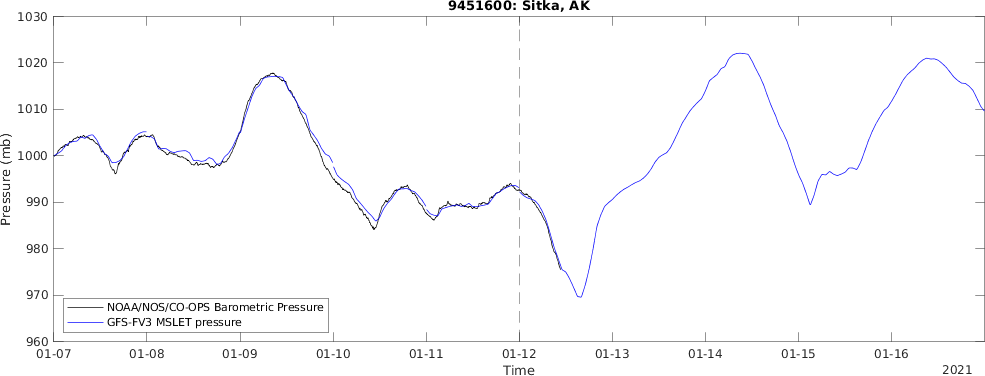 9451600: Sitka, AK
1030
1020
1010
1000
990
980
970
960
Pressure (mb)
NOAA/NOS/CO-OPS Barometric Pressure
GFS-FV3 MSLET pressure
01-07 01-08 01-09 01-10 01-11 01-12 01-13 01-14 01-15 01-16
Time
2021